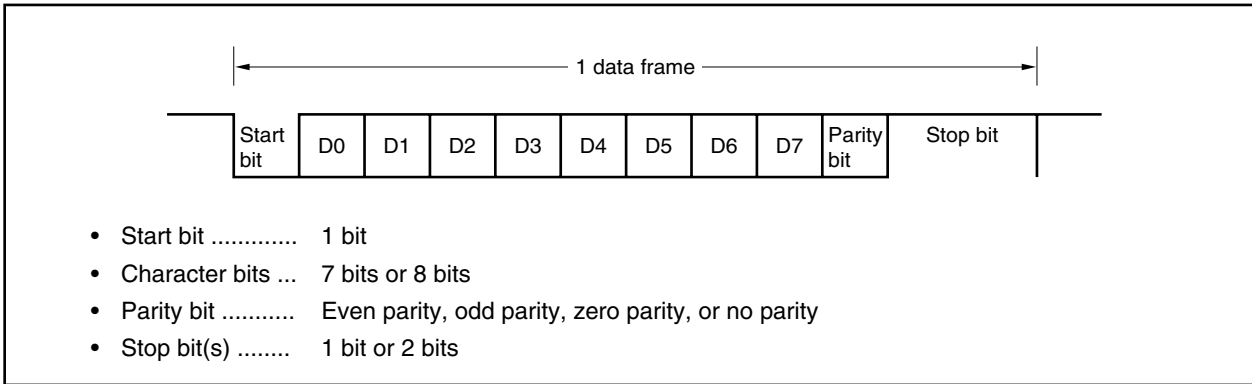 1 data frame
Start bit D0 D1 D2 D3 D4 D5 D6 D7 Parity bit Stop bit
• Start bit ............. 1 bit
• Character bits ... 7 bits or 8 bits
• Parity bit ........... Even parity, odd parity, zero parity, or no parity
• Stop bit(s) ........ 1 bit or 2 bits